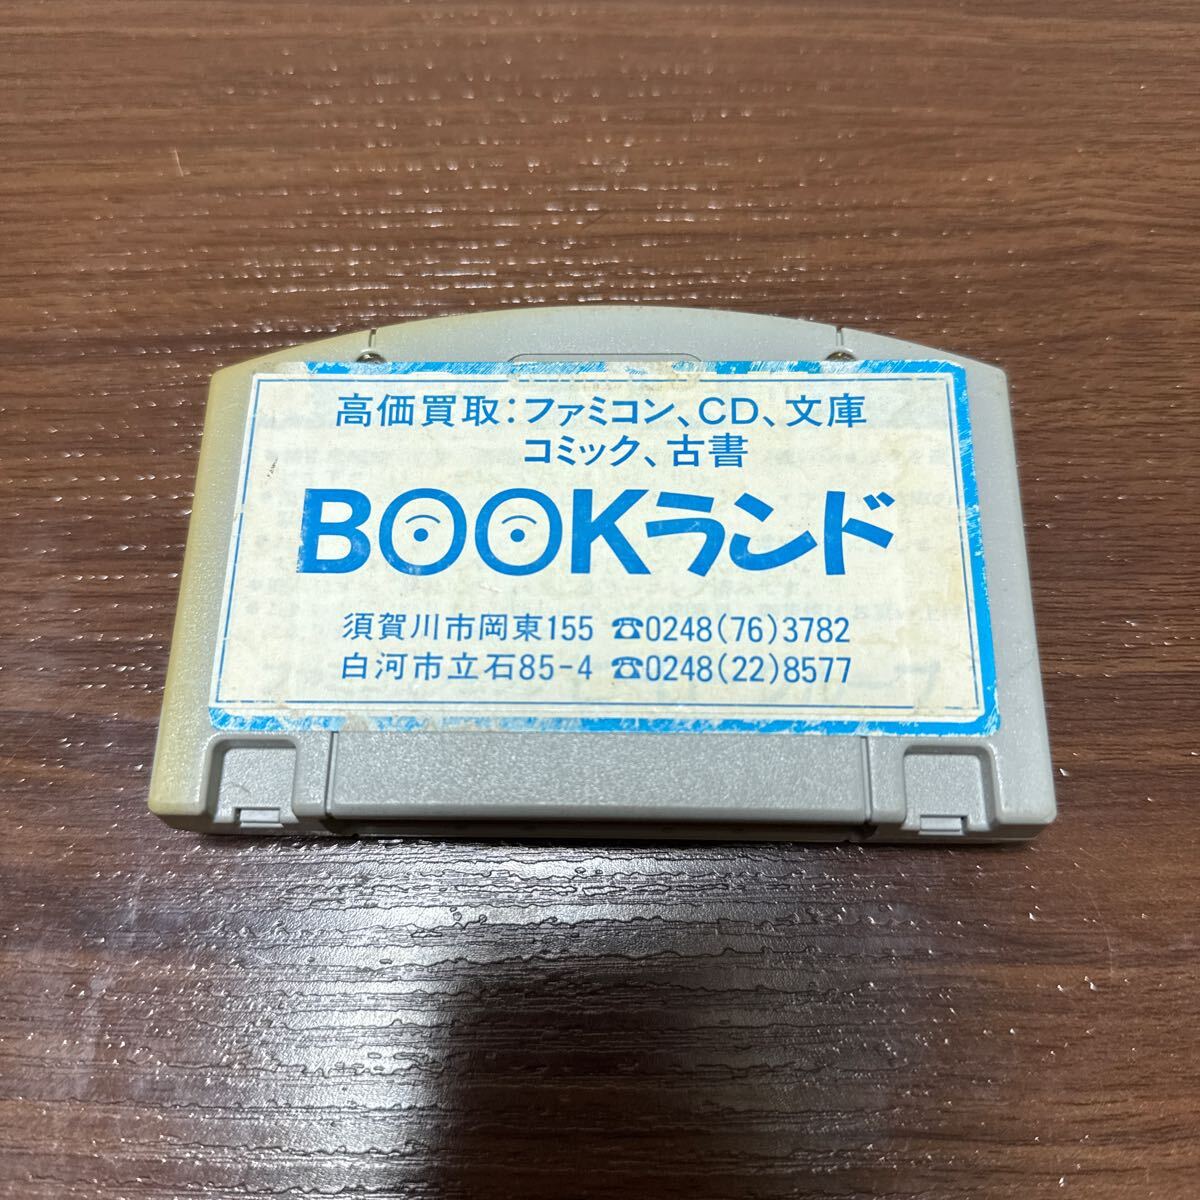 高価買取:ファミコン、CD、文庫
コミック、古書
BOOKランド
須賀川市岡東155 ☎0248(76)3782
白河市立石85-4 ☎0248(22)8577